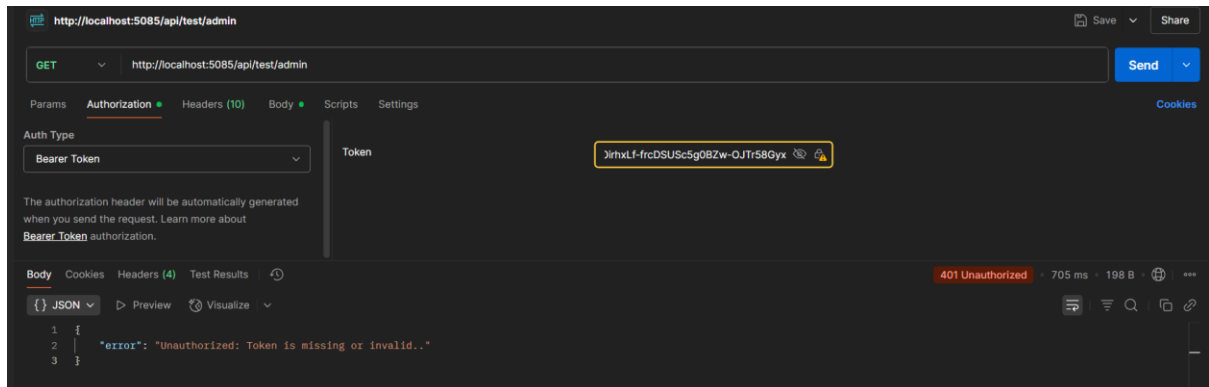 HTTP http://localhost:5085/api/test/admin
Save
Share
GET http://localhost:5085/api/test/admin
Send
Params Authorization Headers (10) Body Scripts Settings
Cookies
Auth Type
Bearer Token
Token
JirhxLf-frcDSUSc5g0BZw-OJTr58Gyx
The authorization header will be automatically generated
when you send the request. Learn more about
Bearer Token authorization.
Body Cookies Headers (4) Test Results
401 Unauthorized • 705 ms • 198 B
{} JSON Preview Visualize
1 {
2 "error": "Unauthorized: Token is missing or invalid.."
3 }